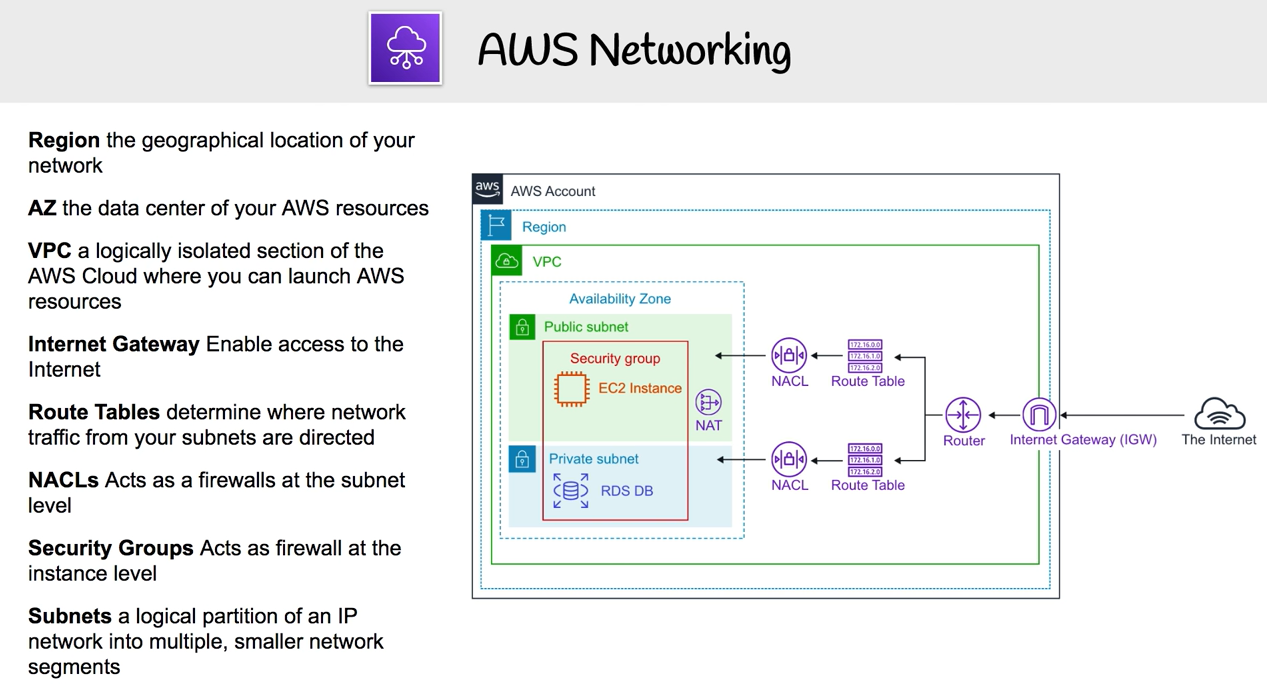 AWS Networking
Region the geographical location of your
network
AZ the data center of your AWS resources
VPC a logically isolated section of the
AWS Cloud where you can launch AWS
resources
Internet Gateway Enable access to the
Internet
Route Tables determine where network
traffic from your subnets are directed
NACLs Acts as a firewalls at the subnet
level
Security Groups Acts as firewall at the
instance level
Subnets a logical partition of an IP
network into multiple, smaller network
segments
aws AWS Account
Region
VPC
Availability Zone
Public subnet
Security group
EC2 Instance
NAT
Private subnet
RDS DB
NACL
172.16.0.0
172.16.1.0
172.16.2.0
Route Table
NACL
172.16.0.0
172.16.1.0
172.16.2.0
Route Table
Router
Internet Gateway (IGW)
The Internet